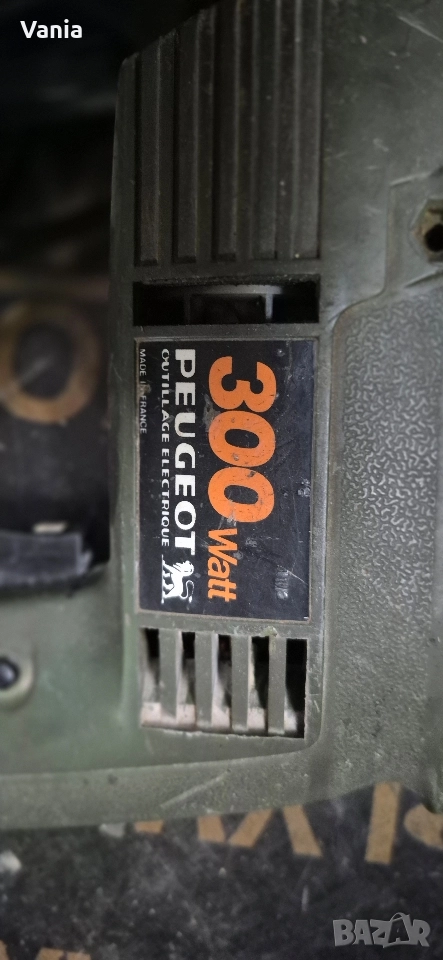 Vania
300 Watt
PEUGEOT
OUTILLAGE ELECTRIQUE
MADE IN FRANCE
BAZAR